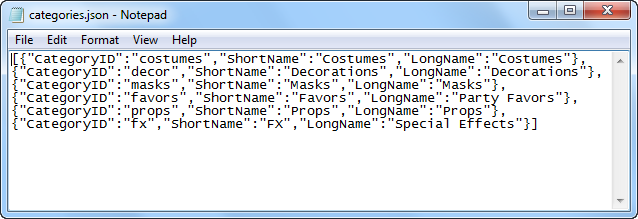 categories.json - Notepad
File Edit Format View Help
[{"CategoryID":"costumes","ShortName":"Costumes","LongName":"Costumes"},
{"CategoryID":"decor","ShortName":"Decorations","LongName":"Decorations"},
{"CategoryID":"masks","ShortName":"Masks","LongName":"Masks"},
{"CategoryID":"favors","ShortName":"Favors","LongName":"Party Favors"},
{"CategoryID":"props","ShortName":"Props","LongName":"Props"},
{"CategoryID":"fx","ShortName":"FX","LongName":"Special Effects"}]